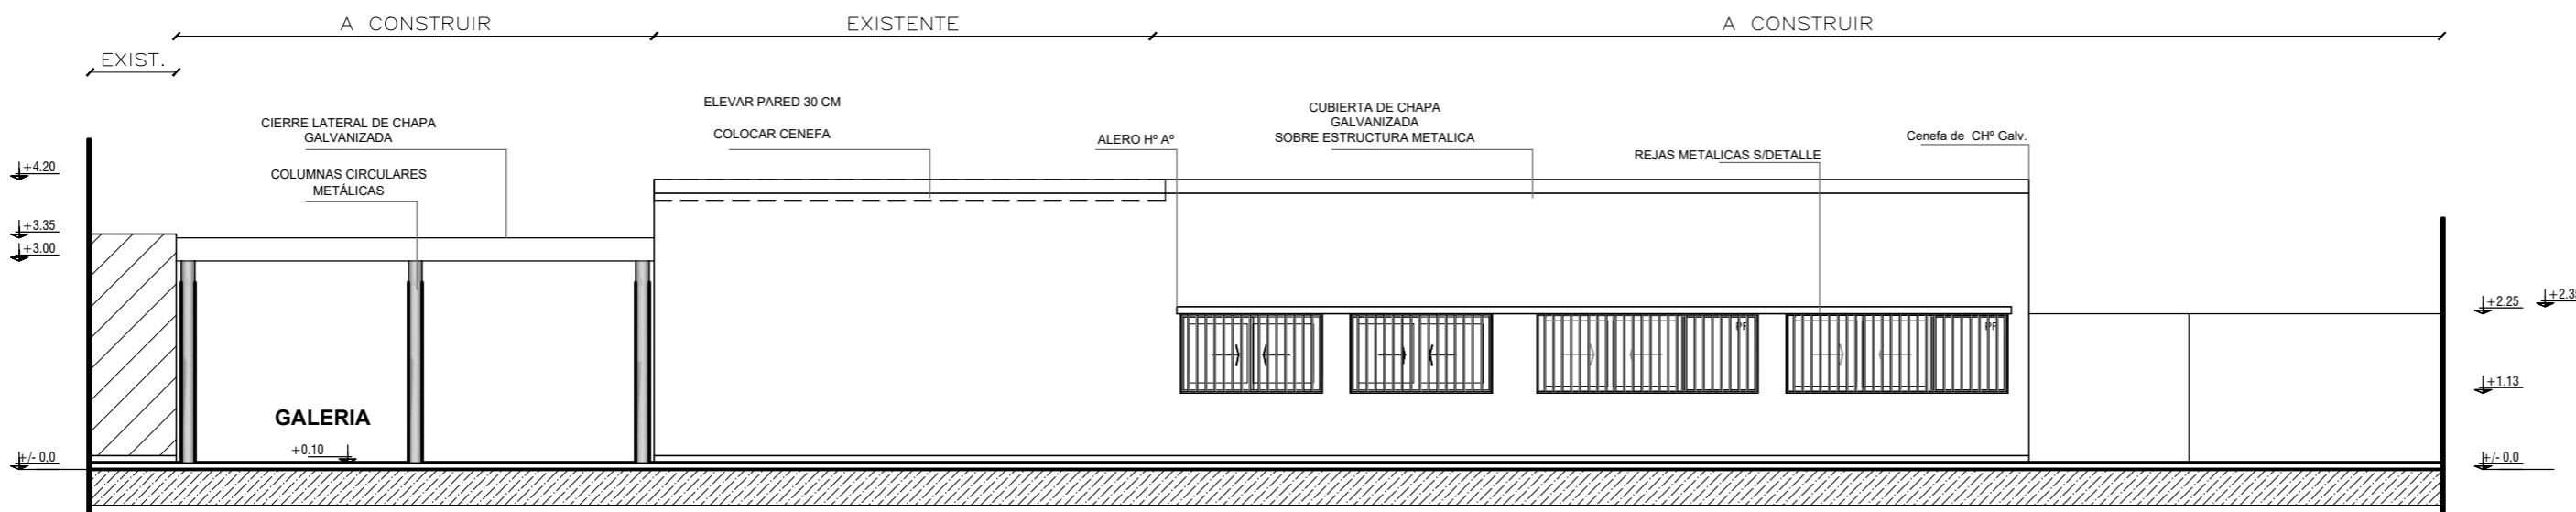 A CONSTRUIR
EXISTENTE
A CONSTRUIR
EXIST.
ELEVAR PARED 30 CM
COLOCAR CENEFA
CIERRE LATERAL DE CHAPA
GALVANIZADA
COLUMNAS CIRCULARES
METÁLICAS
ALERO Hº Aº
CUBIERTA DE CHAPA
GALVANIZADA
SOBRE ESTRUCTURA METALICA
REJAS METALICAS S/DETALLE
Cenefa de CHº Galv.
+4.20
+3.35
+3.00
+2.25
+1.13
PF
PF
GALERIA
+0.10
+/- 0,0
+/- 0,0